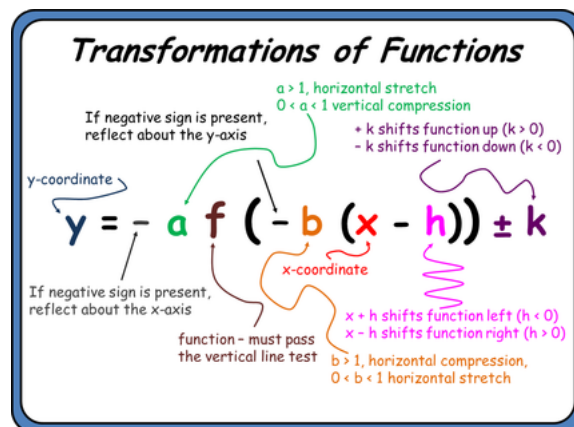 Transformations of Functions
a > 1, horizontal stretch
0 < a < 1 vertical compression
If negative sign is present,
reflect about the y-axis
+ k shifts function up (k > 0)
– k shifts function down (k < 0)
y-coordinate
y = - a f (- b (x - h)) ± k
x-coordinate
If negative sign is present,
reflect about the x-axis
function – must pass
the vertical line test
x + h shifts function left (h < 0)
x – h shifts function right (h > 0)
b > 1, horizontal compression,
0 < b < 1 horizontal stretch